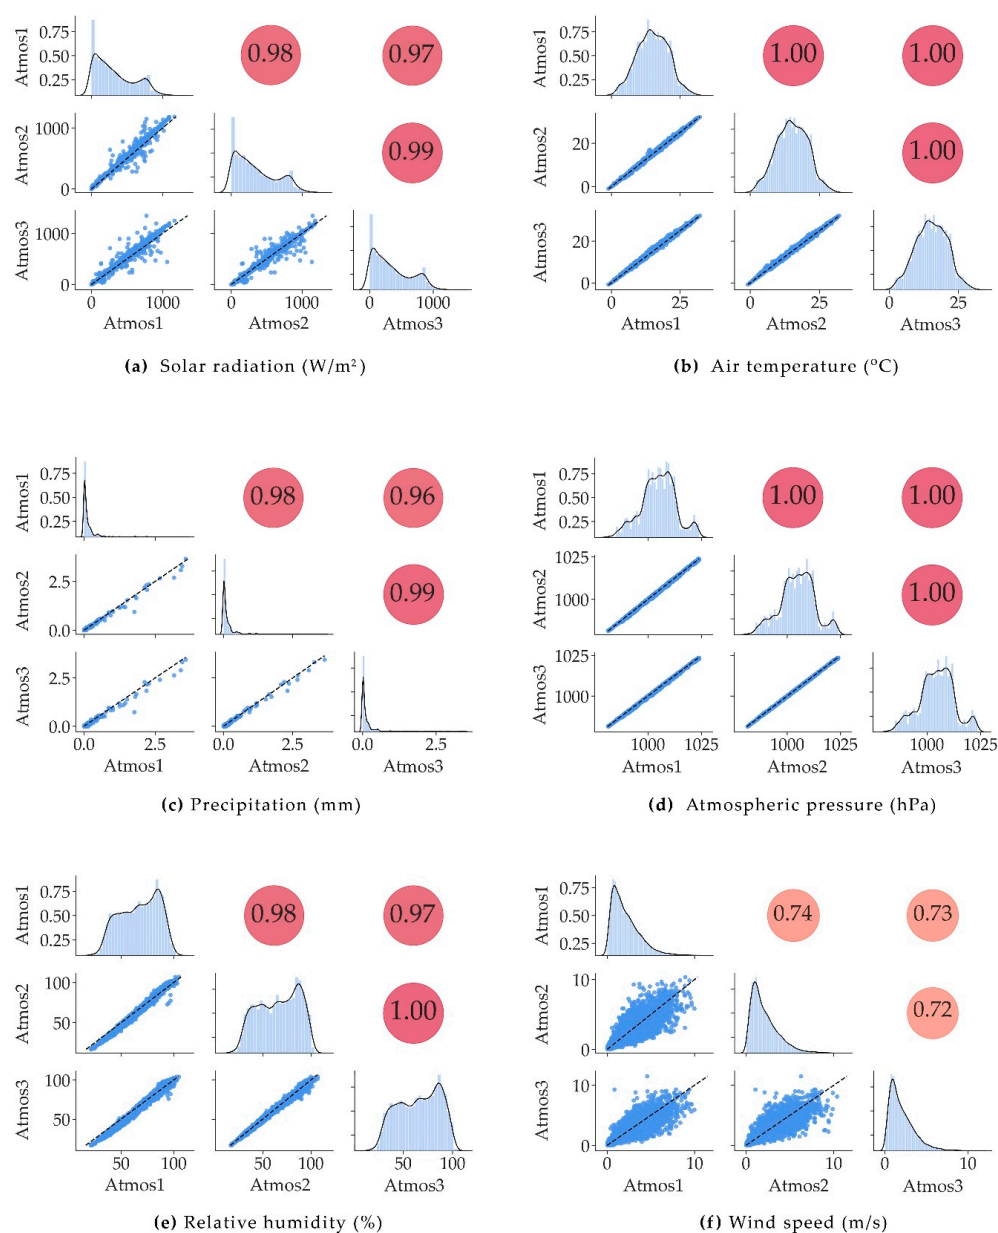 Atmos1
0.75
0.50
0.25
0.98
0.97
Atmos2
1000
0
0.99
Atmos3
1000
0
0
1000
0
1000
0
1000
Atmos1
Atmos2
Atmos3
(a) Solar radiation (W/m²)
Atmos1
0.75
0.50
0.25
1.00
1.00
Atmos2
20
0
1.00
Atmos3
20
0
0
25
0
25
0
25
Atmos1
Atmos2
Atmos3
(b) Air temperature (°C)
Atmos1
0.75
0.50
0.25
0.98
0.96
Atmos2
2.5
0.0
0.99
Atmos3
2.5
0.0
0.0
2.5
0.0
2.5
0.0
2.5
Atmos1
Atmos2
Atmos3
(c) Precipitation (mm)
Atmos1
0.75
0.50
0.25
1.00
1.00
Atmos2
1025
1000
1.00
Atmos3
1025
1000
1000
1025
1000
1025
1000
1025
Atmos1
Atmos2
Atmos3
(d) Atmospheric pressure (hPa)
Atmos1
0.75
0.50
0.25
0.98
0.97
Atmos2
100
50
1.00
Atmos3
100
50
50
100
50
100
50
100
Atmos1
Atmos2
Atmos3
(e) Relative humidity (%)
Atmos1
0.75
0.50
0.25
0.74
0.73
Atmos2
10
0
0.72
Atmos3
10
0
0
10
0
10
0
10
Atmos1
Atmos2
Atmos3
(f) Wind speed (m/s)